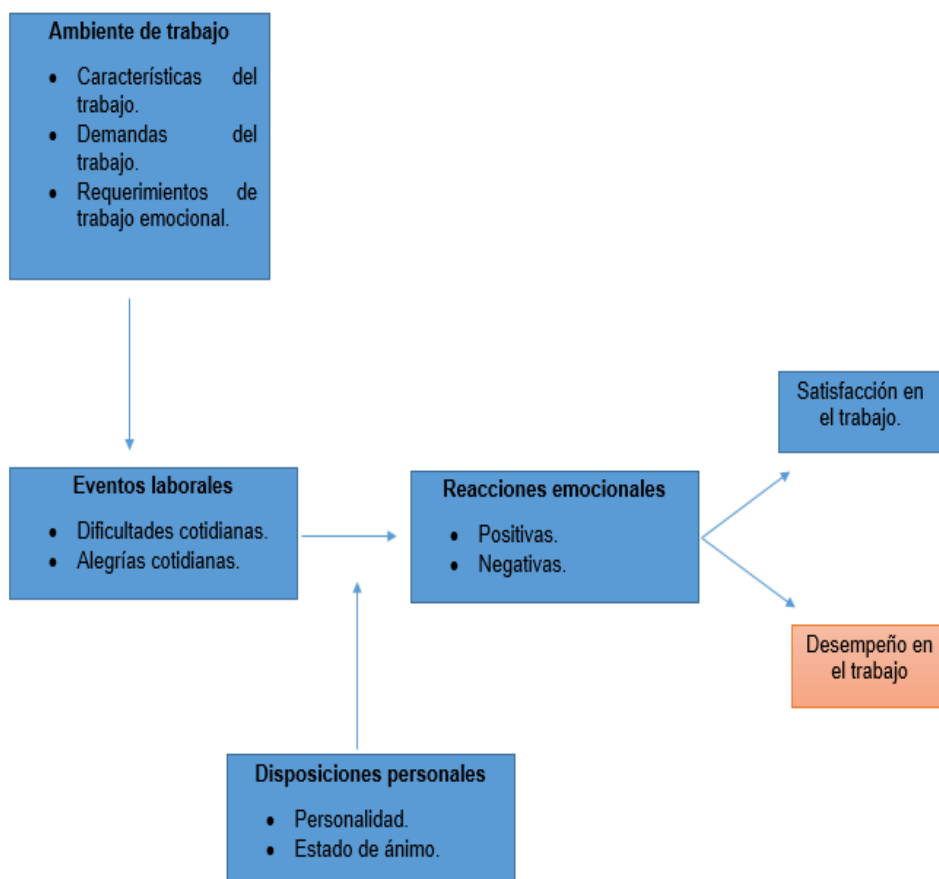 Ambiente de trabajo
• Características del
trabajo.
• Demandas del
trabajo.
• Requerimientos de
trabajo emocional.
Satisfacción en
el trabajo.
Eventos laborales
• Dificultades cotidianas.
• Alegrías cotidianas.
Reacciones emocionales
• Positivas.
• Negativas.
Desempeño en
el trabajo
Disposiciones personales
• Personalidad.
• Estado de ánimo.